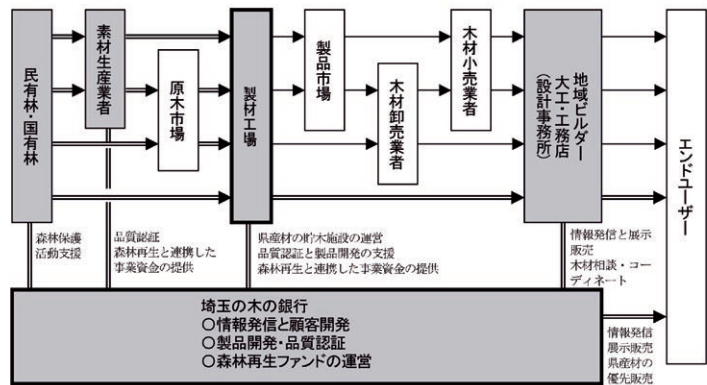 民有林・国有林
素材生産業者
原木市場
製材工場
製品市場
木材卸売業者
木材小売業者
地域ビルダー
大工・工務店
（設計事務所）
エンドユーザー
森林保護
活動支援
品質認証
森林再生と連携した
事業資金の提供
県産材の貯木施設の運営
品質認証と製品開発の支援
森林再生と連携した事業資金の提供
情報発信と展示
販売
木材相談・コー
ディネート
埼玉の木の銀行
〇情報発信と顧客開発
〇製品開発・品質認証
〇森林再生ファンドの運営
情報発信
展示販売
県産材の
優先販売